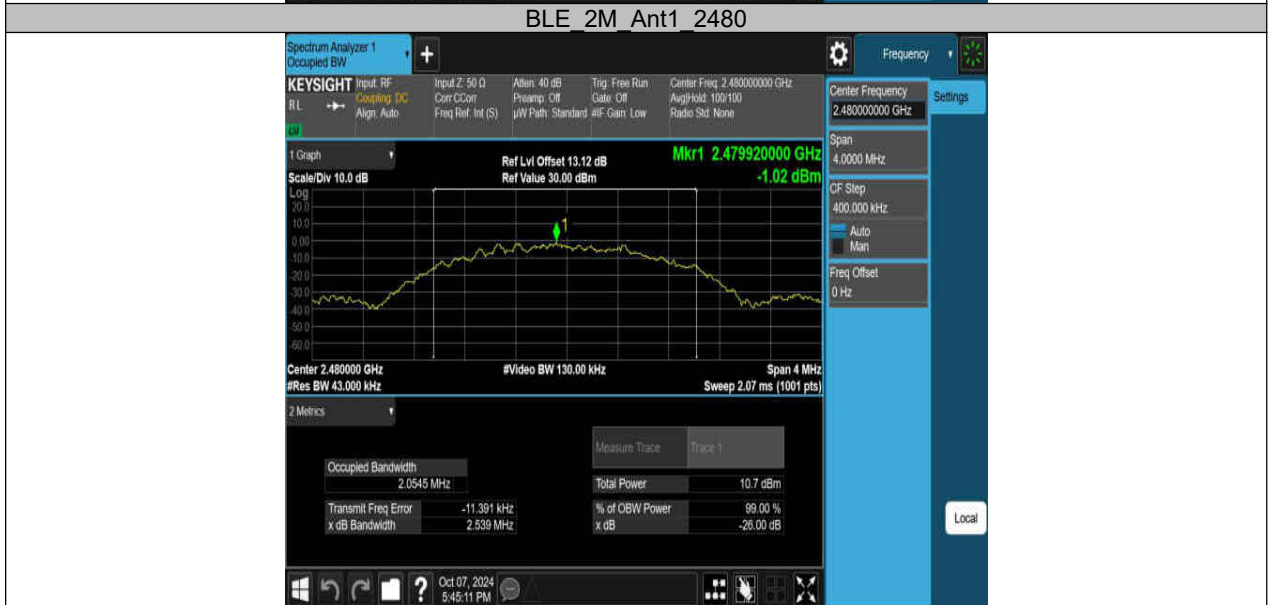 BLE_2M_Ant1_2480
Spectrum Analyzer 1
Occupied BW
+
Frequency
KEYSIGHT
RL
Input: RF
Coupling: DC
Align: Auto
Input Z: 50 Ω
Corr CCorr
Freq Ref: Int (S)
Atten: 40 dB
Preamp: Off
µW Path: Standard
Trig: Free Run
Gate: Off
#IF Gain: Low
Center Freq: 2.480000000 GHz
Avg|Hold: 100/100
Radio Std: None
Center Frequency
2.480000000 GHz
Settings
Span
4.0000 MHz
CF Step
400.000 kHz
Auto
Man
Freq Offset
0 Hz
1 Graph
Scale/Div 10.0 dB
Ref Lvl Offset 13.12 dB
Ref Value 30.00 dBm
Mkr1 2.479920000 GHz
-1.02 dBm
Log
20.0
10.0
0.00
-10.0
-20.0
-30.0
-40.0
-50.0
-60.0
1
Center 2.480000 GHz
#Res BW 43.000 kHz
#Video BW 130.00 kHz
Span 4 MHz
Sweep 2.07 ms (1001 pts)
2 Metrics
Measure Trace Trace 1
Occupied Bandwidth
2.0545 MHz
Total Power 10.7 dBm
Transmit Freq Error -11.391 kHz
% of OBW Power 99.00 %
x dB Bandwidth 2.539 MHz
x dB -26.00 dB
Local
?
Oct 07, 2024
5:45:11 PM